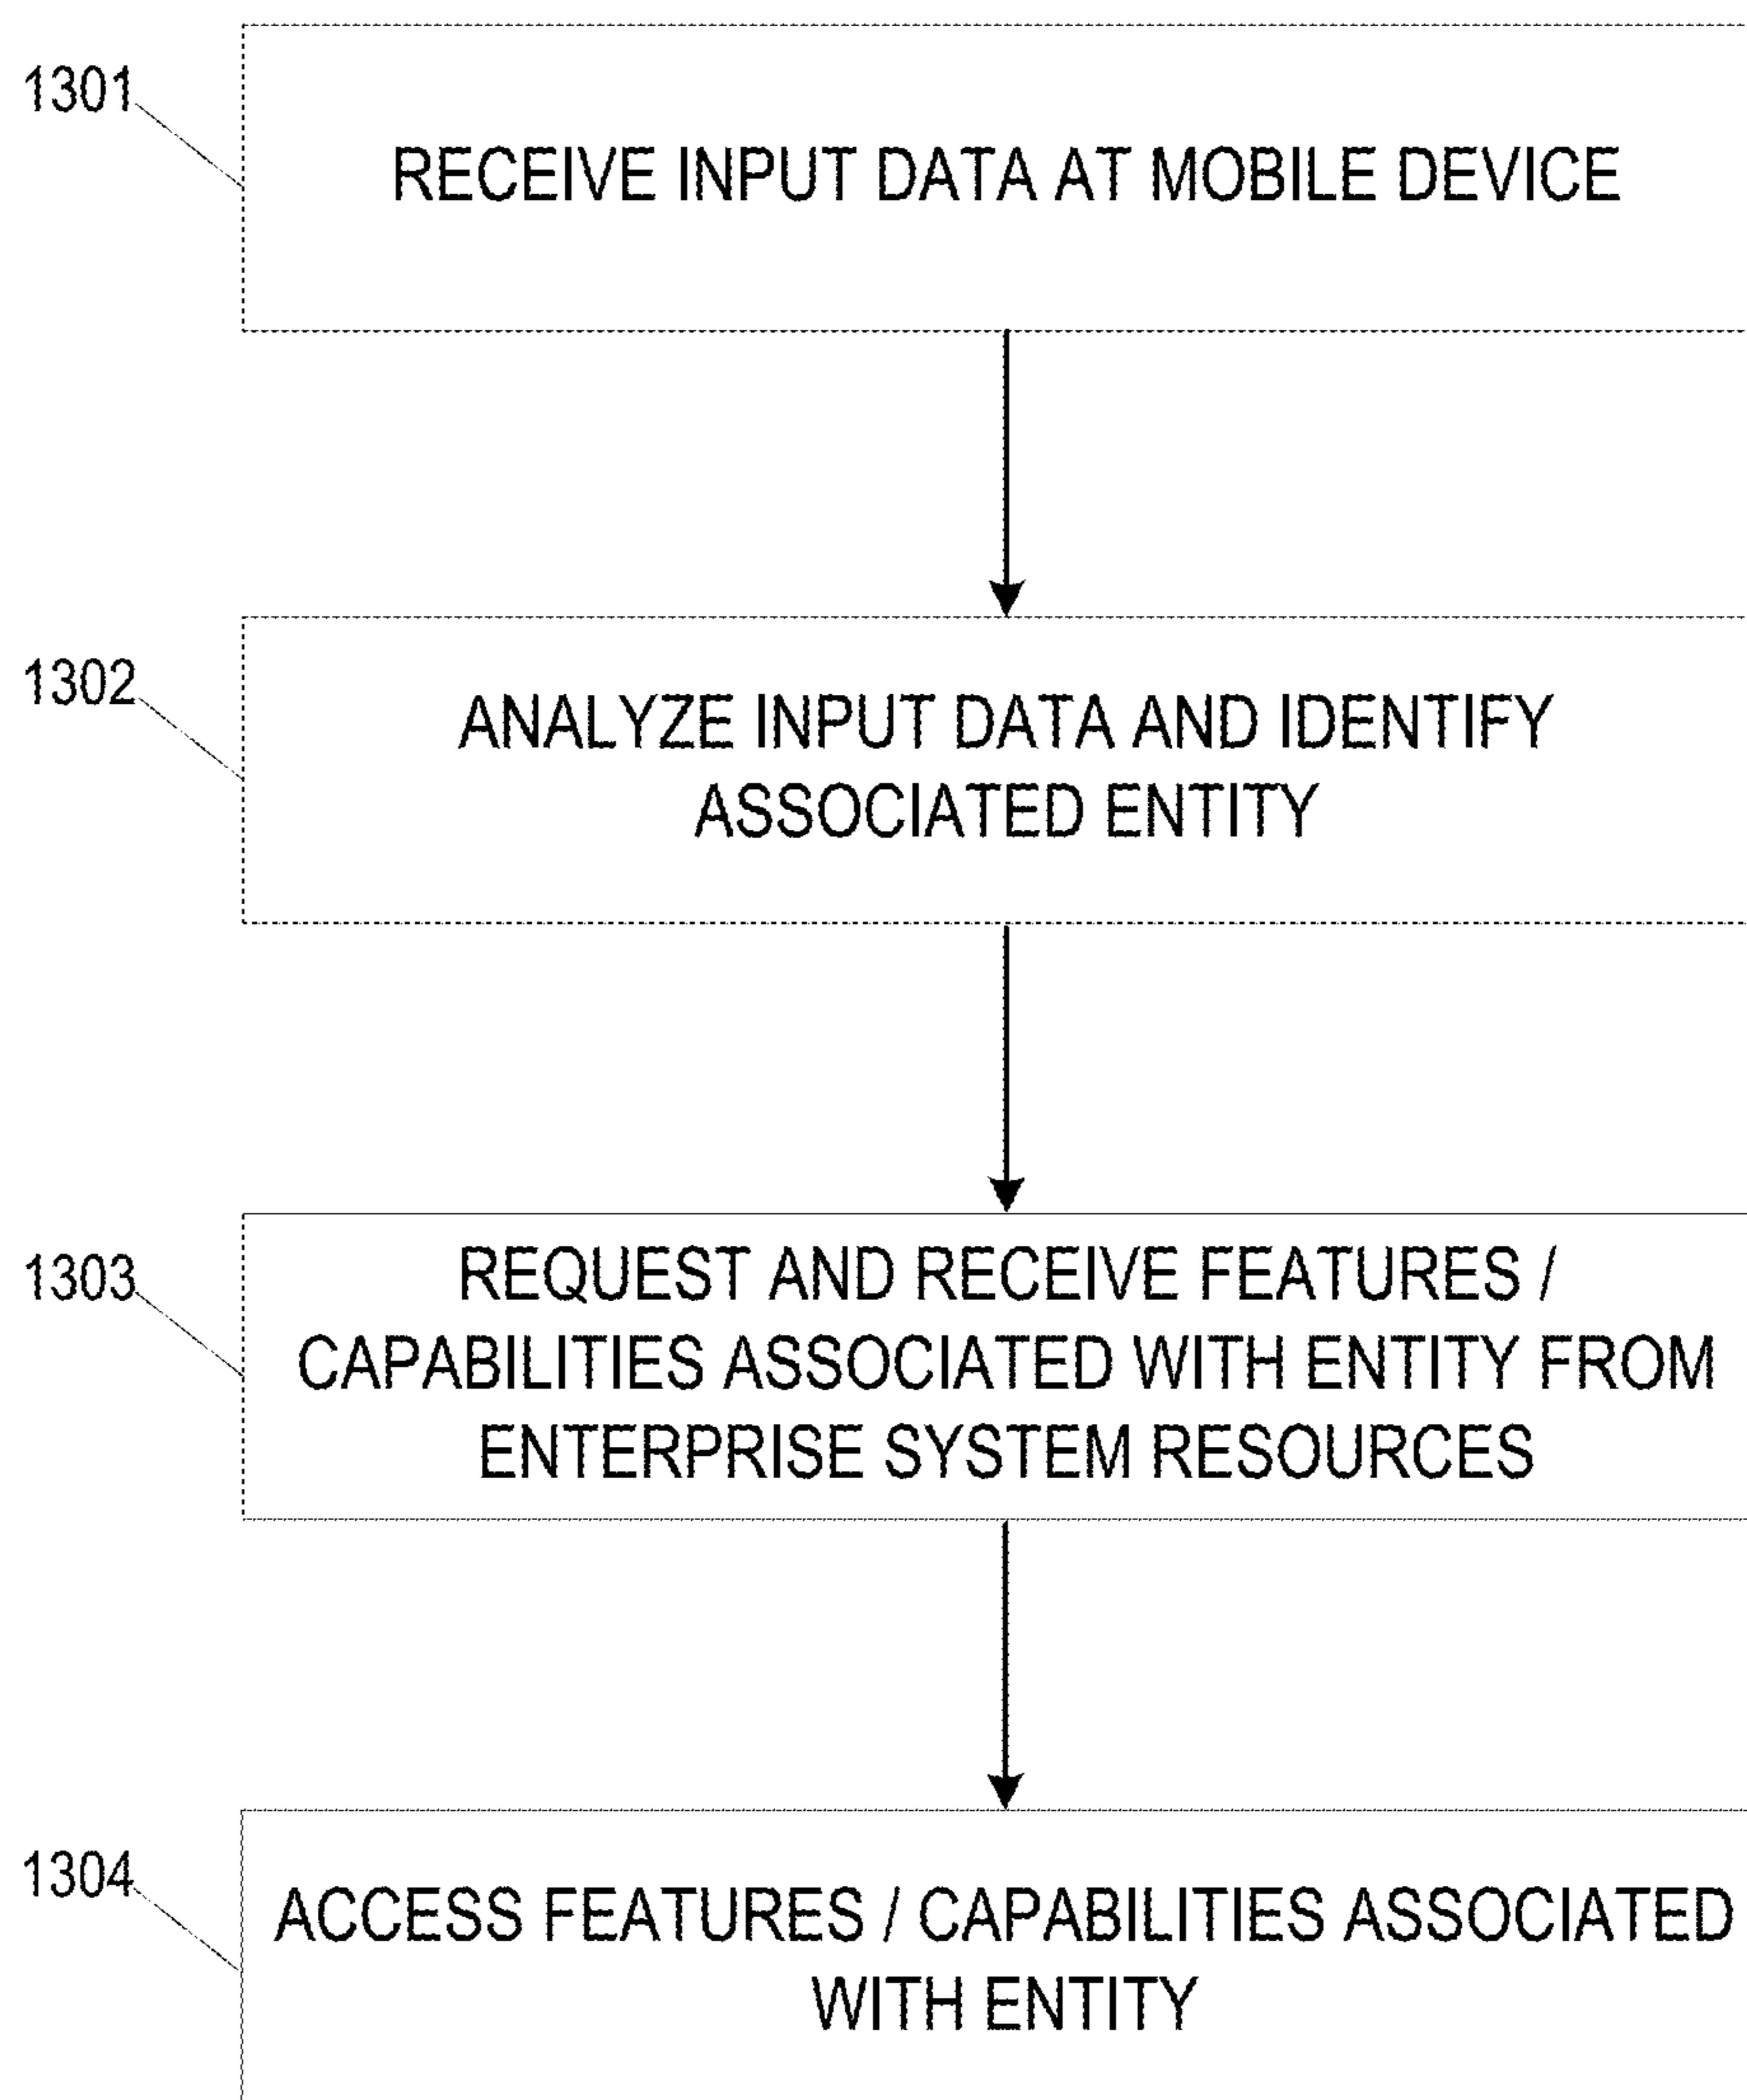 1301
RECEIVE INPUT DATA AT MOBILE DEVICE
1302
ANALYZE INPUT DATA AND IDENTIFY
ASSOCIATED ENTITY
1303
REQUEST AND RECEIVE FEATURES /
CAPABILITIES ASSOCIATED WITH ENTITY FROM
ENTERPRISE SYSTEM RESOURCES
1304
ACCESS FEATURES / CAPABILITIES ASSOCIATED
WITH ENTITY